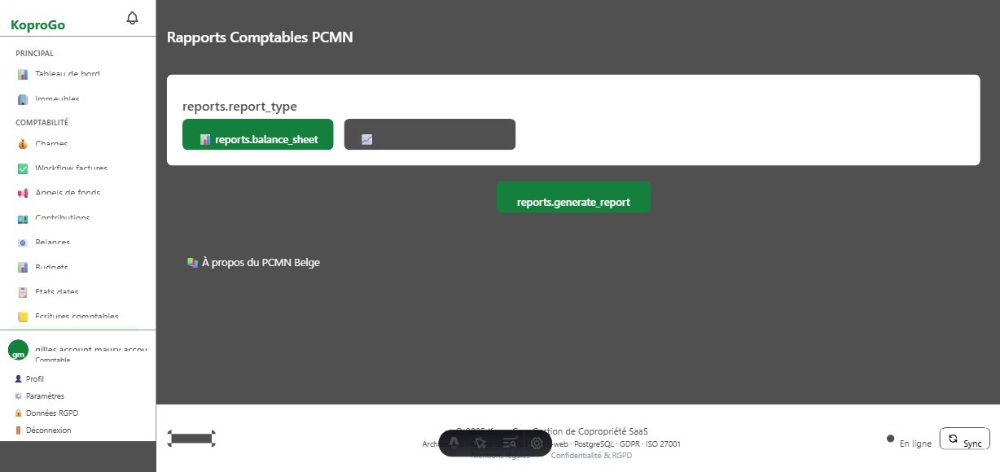 KoproGo
PRINCIPAL
Tableau de bord
Immeubles
COMPTABILITÉ
Charges
Workflow factures
Appels de fonds
Contributions
Relances
Budgets
Etats dates
Ecritures comptables
gm
gilles account maury accou
Comptable
Profil
Paramètres
Données RGPD
Déconnexion
Rapports Comptables PCMN
reports.report_type
reports.balance_sheet
reports.generate_report
À propos du PCMN Belge
© 2025 Gestion de Copropriété SaaS
-web · PostgreSQL · GDPR · ISO 27001
Mentions légales Confidentialité & RGPD
En ligne
Sync